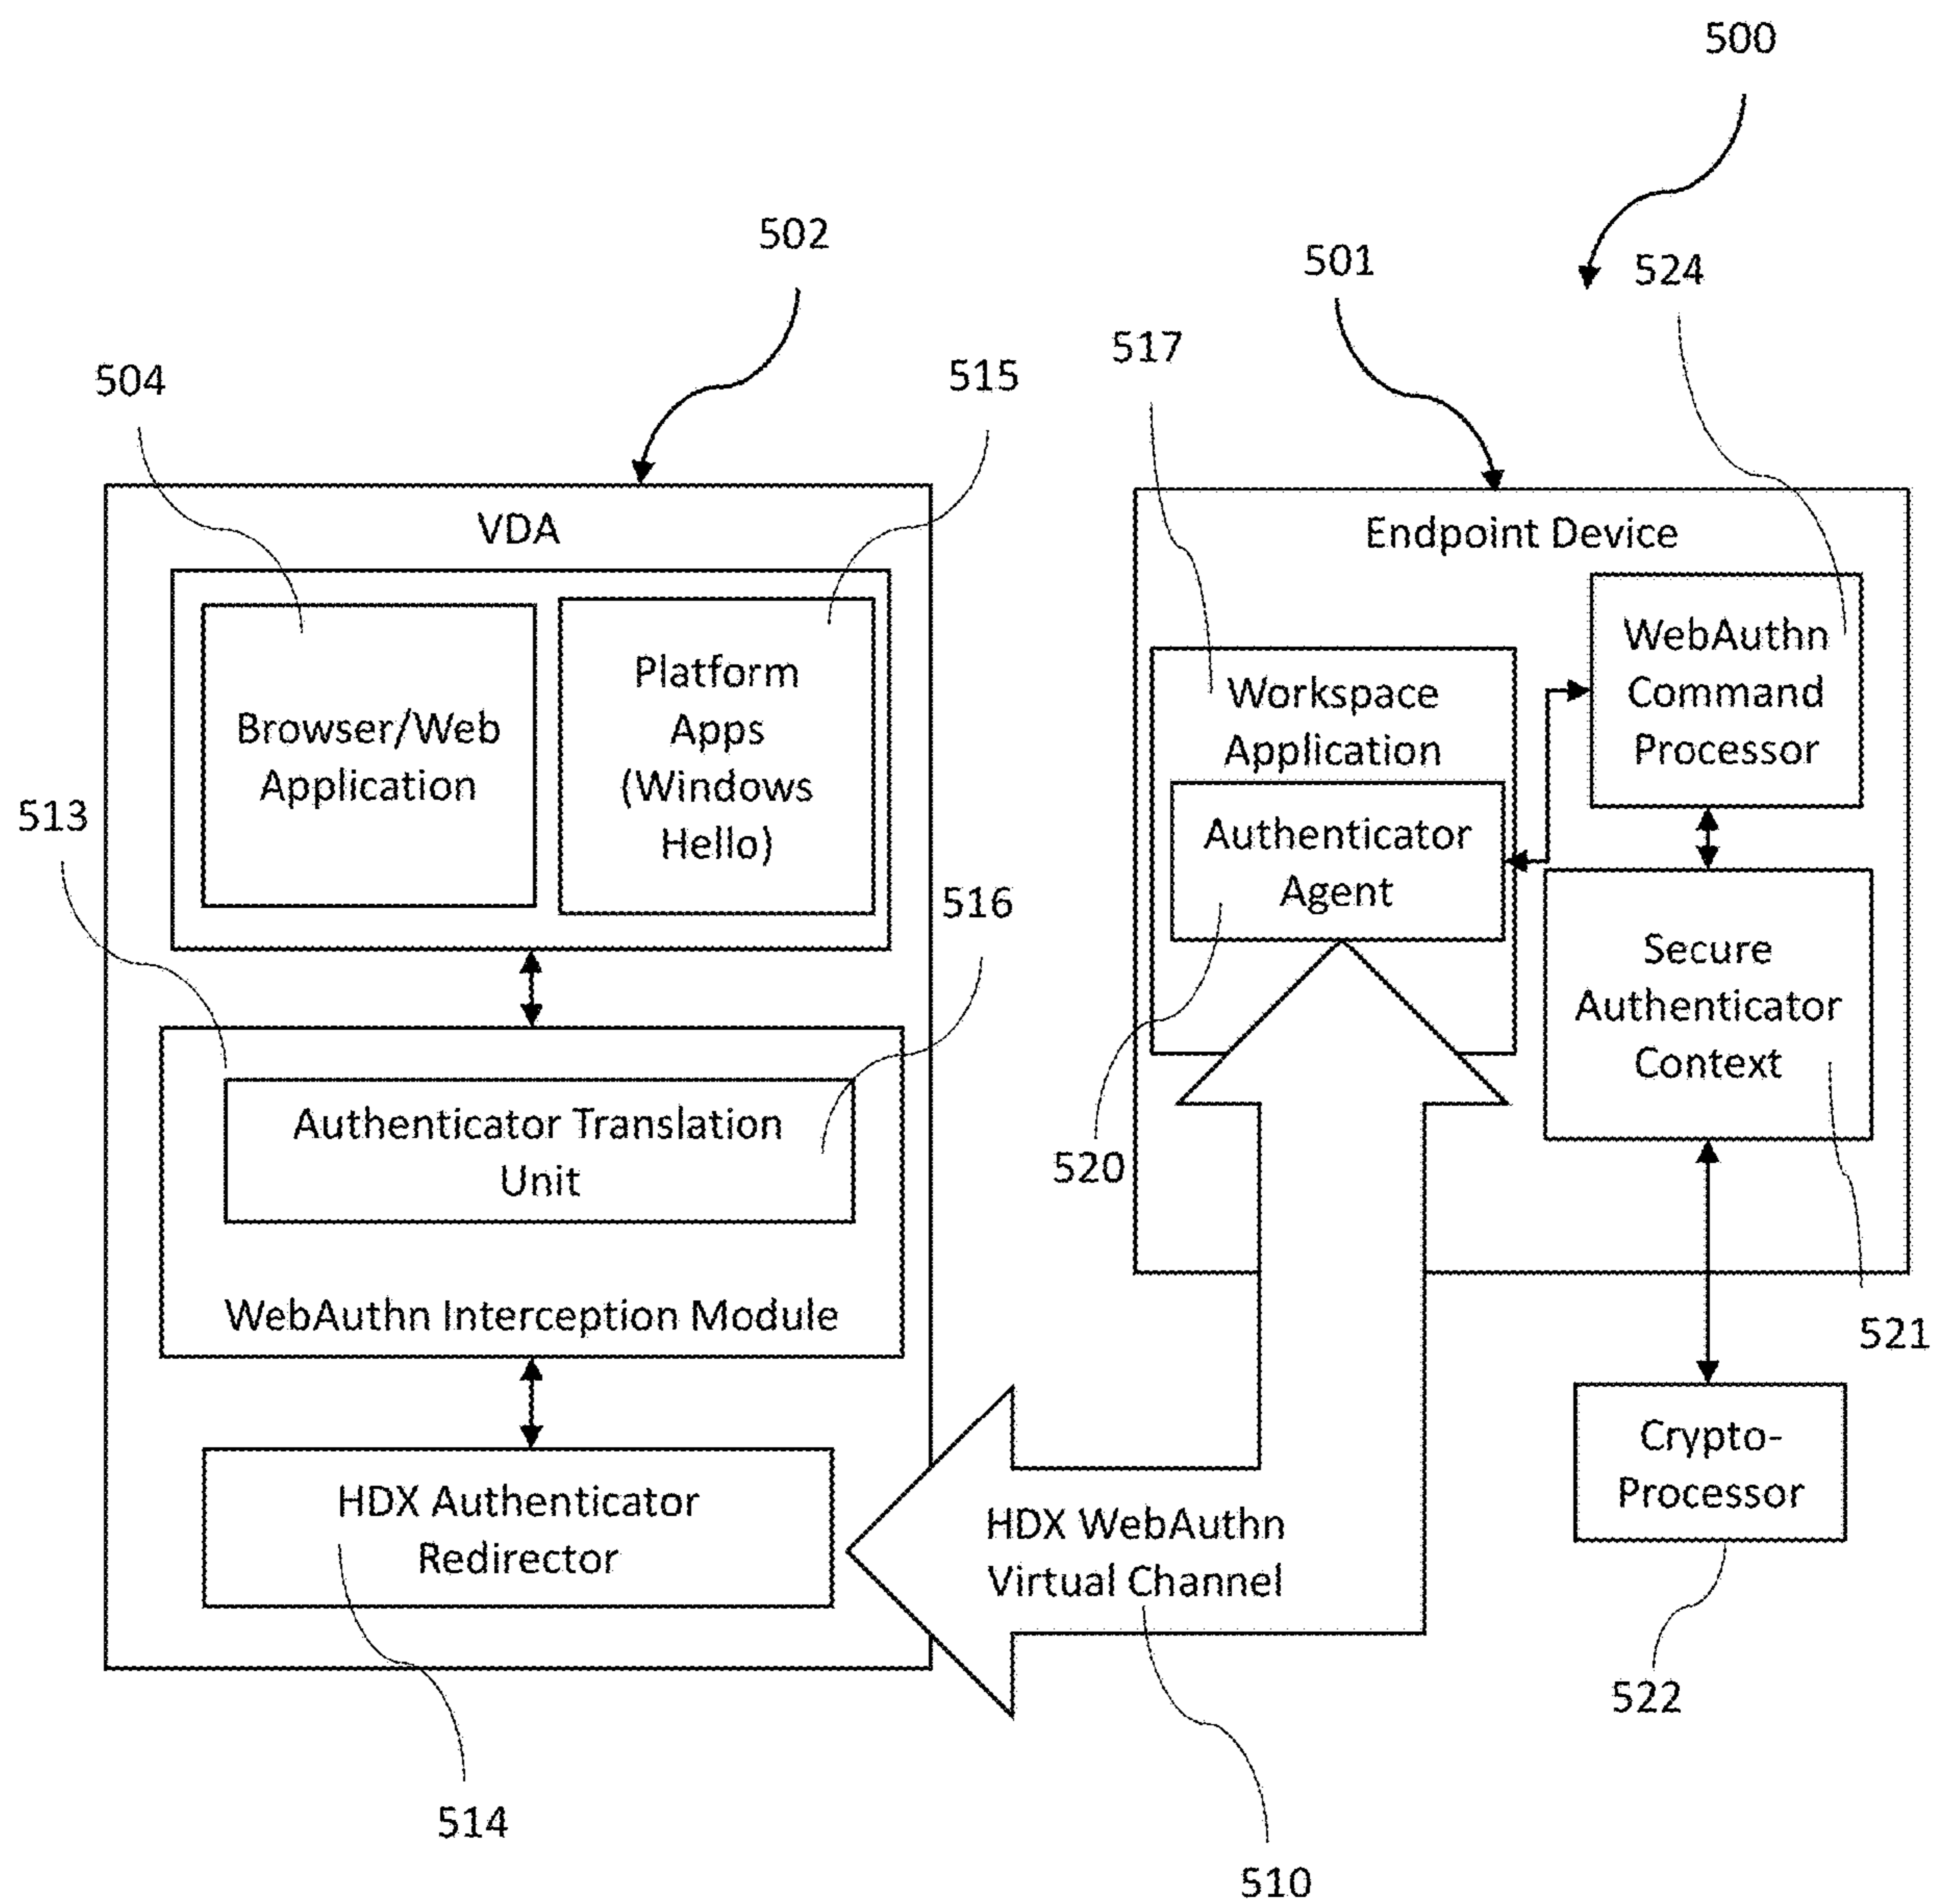 500
502
501
524
517
504
515
VDA
Endpoint Device
Browser/Web
Application
Platform
Apps
(Windows
Hello)
WebAuthn
Command
Processor
Workspace
Application
Authenticator
Agent
513
516
Secure
Authenticator
Context
Authenticator Translation
Unit
520
WebAuthn Interception Module
521
HDX Authenticator
Redirector
HDX WebAuthn
Virtual Channel
Crypto-
Processor
522
514
510